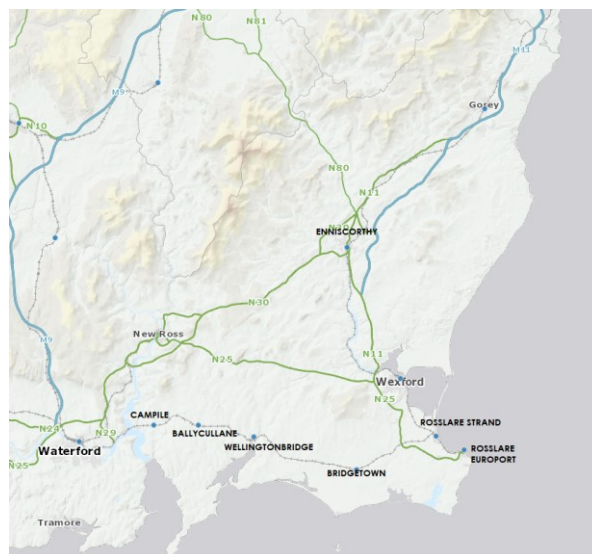 N80
N81
M11
M9
Gorey
N10
N80
N11
ENNISCORTHY
N30
New Ross
M9
N25
N11
Wexford
N25
CAMPILE
ROSSLARE STRAND
N24
N29
BALLYCULLANE
WELLINGTONBRIDGE
Waterford
ROSSLARE
EUROPORT
N25
BRIDGETOWN
Tramore